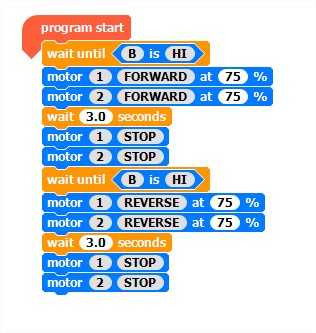 program start
wait until B is HI
motor 1 FORWARD at 75 %
motor 2 FORWARD at 75 %
wait 3.0 seconds
motor 1 STOP
motor 2 STOP
wait until B is HI
motor 1 REVERSE at 75 %
motor 2 REVERSE at 75 %
wait 3.0 seconds
motor 1 STOP
motor 2 STOP